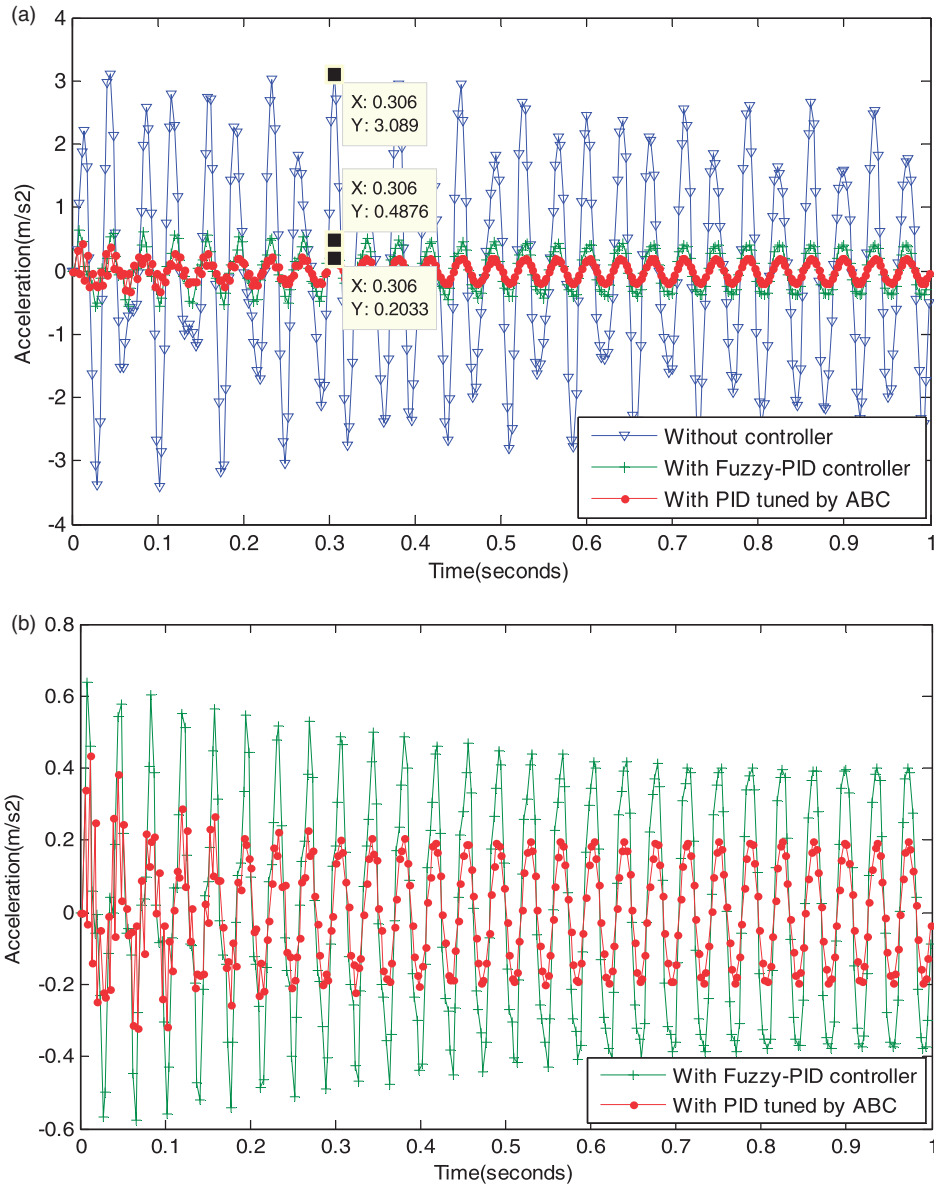 (a)
4
3
2
1
0
-1
-2
-3
-4
Acceleration(m/s2)
X: 0.306
Y: 3.089
X: 0.306
Y: 0.4876
X: 0.306
Y: 0.2033
Without controller
With Fuzzy-PID controller
With PID tuned by ABC
0 0.1 0.2 0.3 0.4 0.5 0.6 0.7 0.8 0.9 1
Time(seconds)
(b)
0.8
0.6
0.4
0.2
0
-0.2
-0.4
-0.6
Acceleration(m/s2)
With Fuzzy-PID controller
With PID tuned by ABC
0 0.1 0.2 0.3 0.4 0.5 0.6 0.7 0.8 0.9 1
Time(seconds)